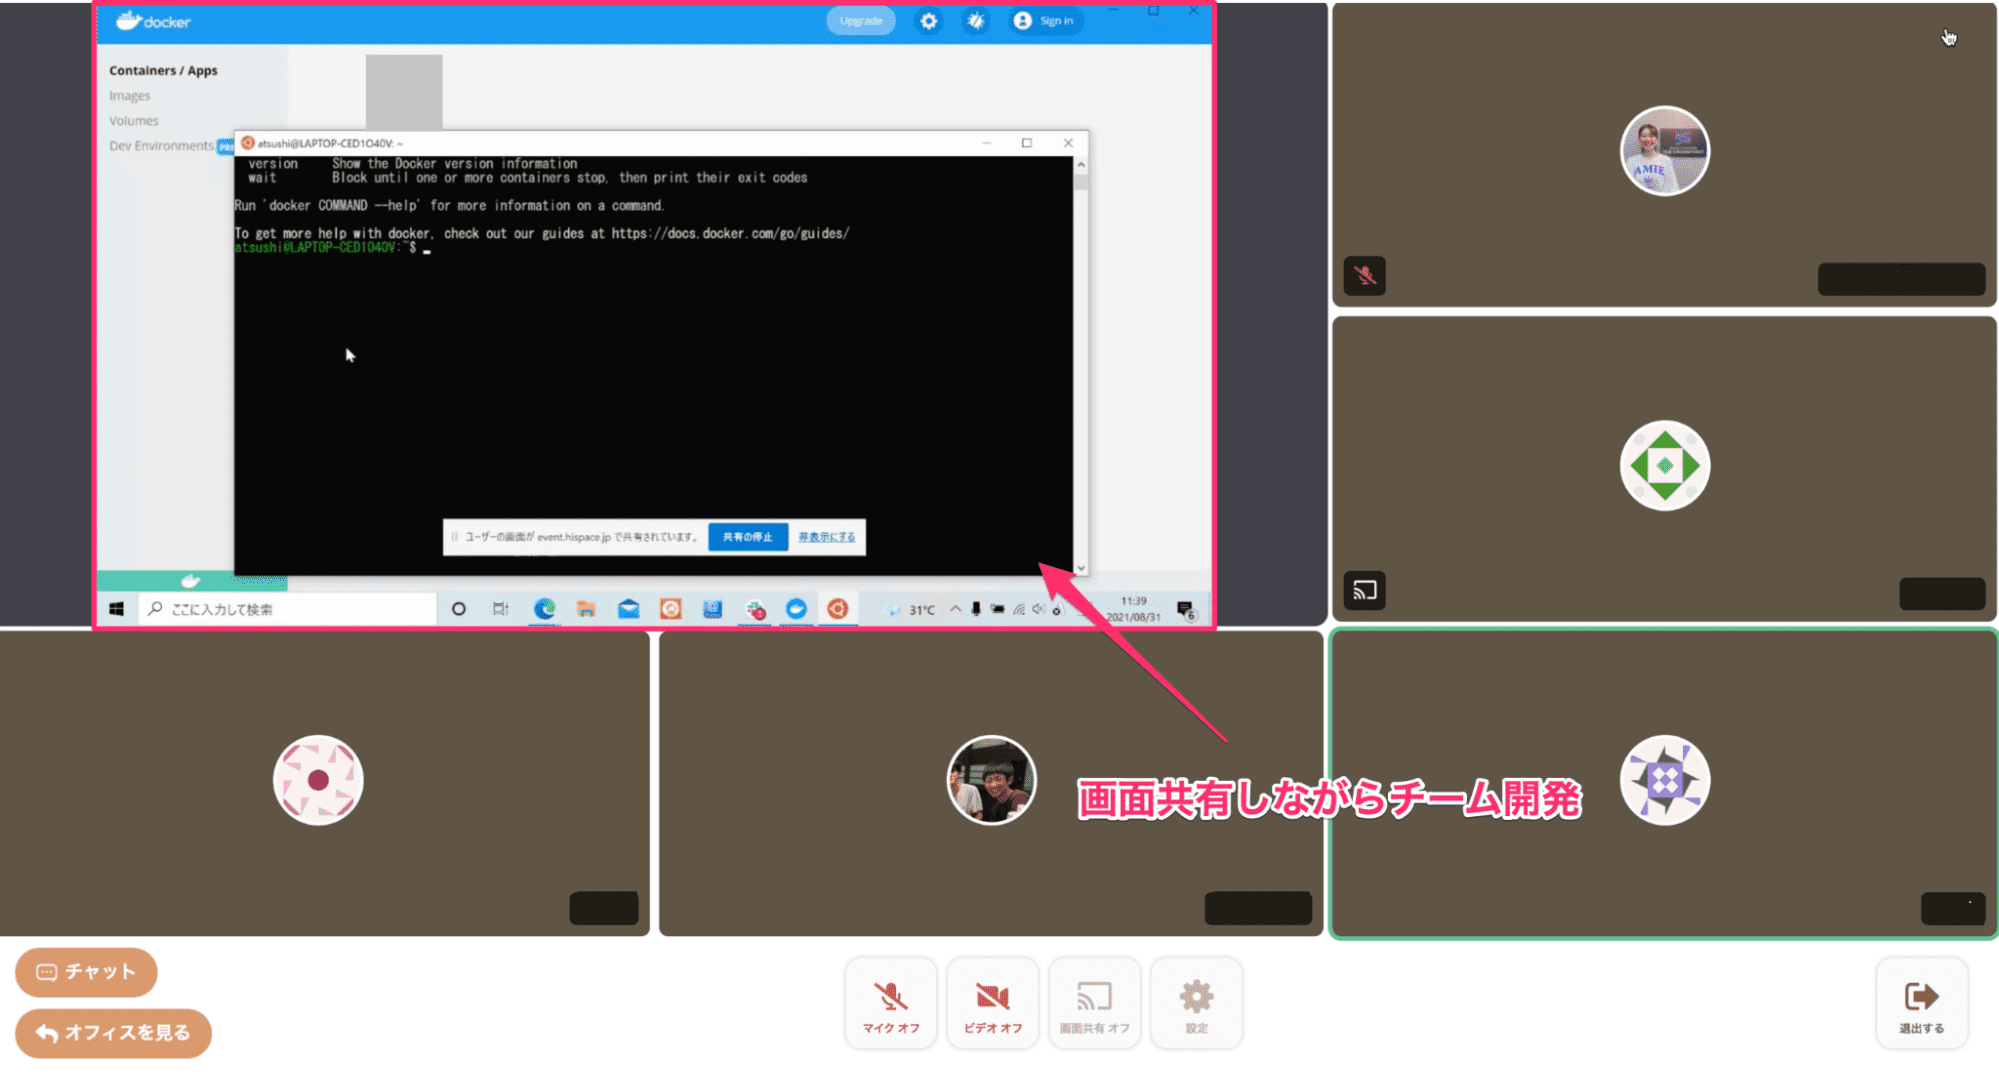 docker
Upgrade
Sign in
Containers / Apps
Images
Volumes
Dev Environments
atsushi@LAPTOP-CED1O40V: ~
version Show the Docker version information
wait Block until one or more containers stop, then print their exit codes
Run 'docker COMMAND --help' for more information on a command.
To get more help with docker, check out our guides at https://docs.docker.com/go/guides/
atsushi@LAPTOP-CED1O40V:~$
ユーザーの画面が event.hispace.jp で共有されています。 共有の停止 非表示にする
ここに入力して検索
31°C
11:39
2021/08/31
6
AMIE
画面共有しながらチーム開発
チャット
オフィスを見る
マイク オフ
ビデオ オフ
画面共有 オフ
設定
退出する